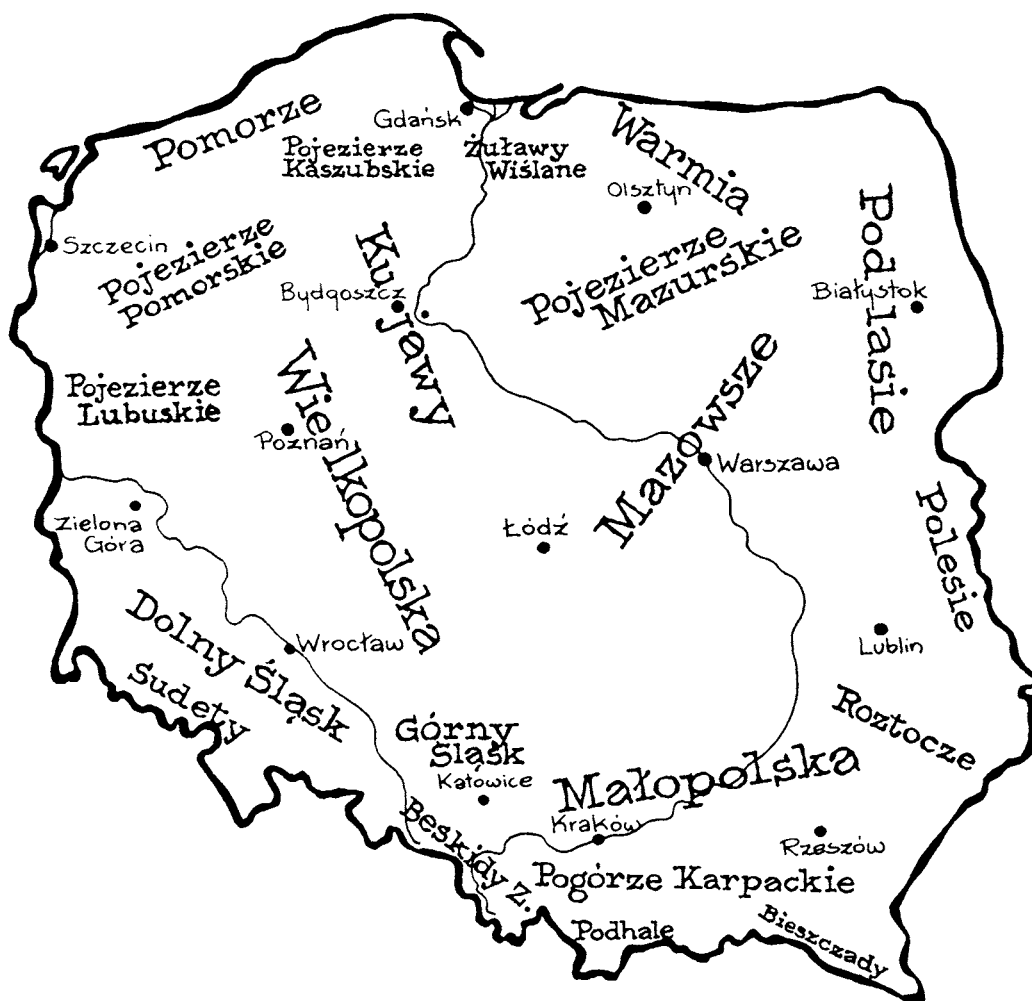 Pomorze
Gdańsk
Pojezierze
Kaszubskie
Żuławy
Wiślane
Warmia
Olsztyn
Podlasie
Szczecin
Pojezierze
Pomorskie
Kujawy
Bydgoszcz
Pojezierze
Mazurskie
Białystok
Pojezierze
Lubuskie
Wielkopolska
Poznań
Mazowsze
Warszawa
Zielona
Góra
Łódź
Polesie
Dolny Śląsk
Wrocław
Lublin
Sudety
Górny
Śląsk
Katowice
Roztocze
Małopolska
Kraków
Rzeszów
Beskidy Z.
Pogórze Karpackie
Podhale
Bieszczady